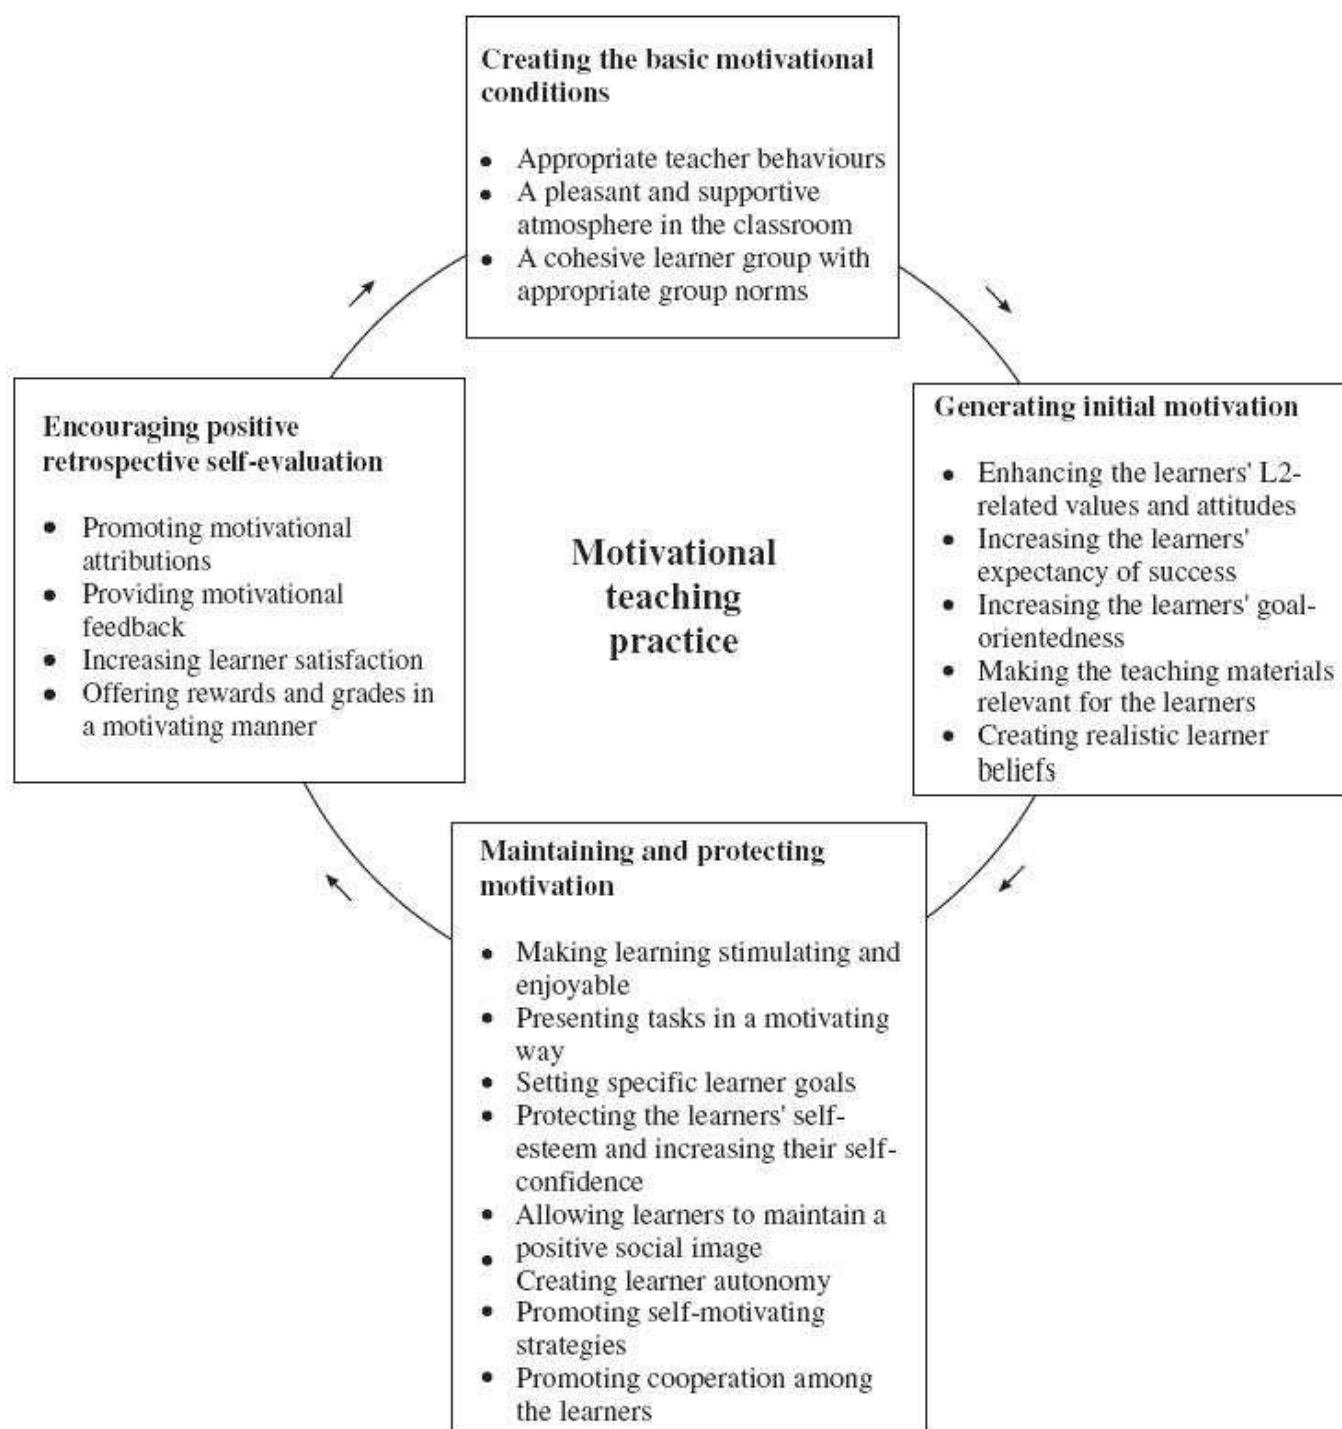 Creating the basic motivational
conditions
• Appropriate teacher behaviours
• A pleasant and supportive
atmosphere in the classroom
• A cohesive learner group with
appropriate group norms
Generating initial motivation
• Enhancing the learners' L2-
related values and attitudes
• Increasing the learners'
expectancy of success
• Increasing the learners' goal-
orientedness
• Making the teaching materials
relevant for the learners
• Creating realistic learner
beliefs
Encouraging positive
retrospective self-evaluation
• Promoting motivational
attributions
• Providing motivational
feedback
• Increasing learner satisfaction
• Offering rewards and grades in
a motivating manner
Motivational
teaching
practice
Maintaining and protecting
motivation
• Making learning stimulating and
enjoyable
• Presenting tasks in a motivating
way
• Setting specific learner goals
• Protecting the learners' self-
esteem and increasing their self-
confidence
• Allowing learners to maintain a
positive social image
• Creating learner autonomy
• Promoting self-motivating
strategies
• Promoting cooperation among
the learners